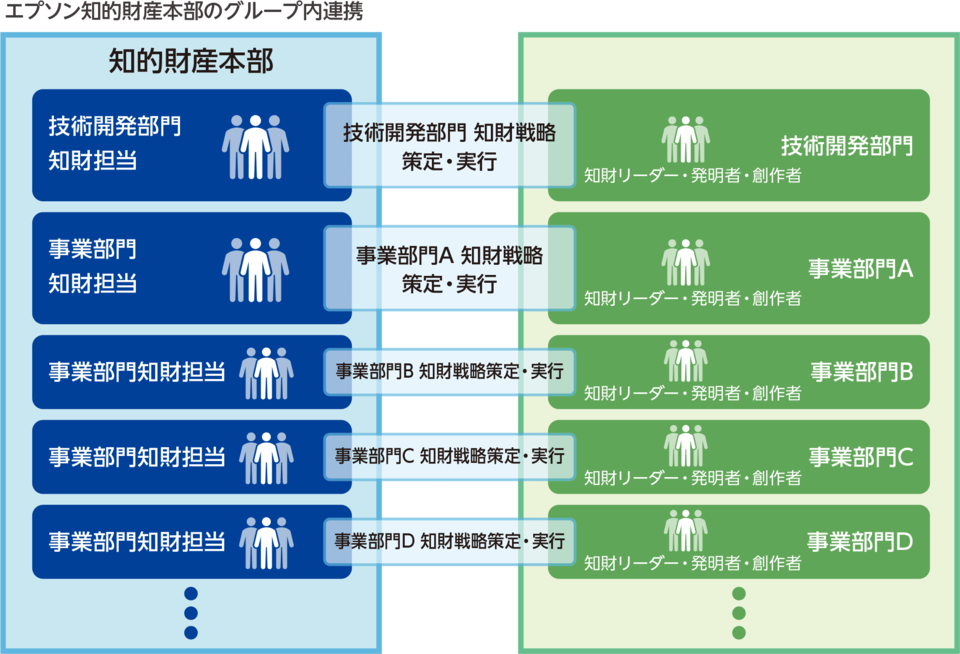 エプソン知的財産本部のグループ内連携
知的財産本部
技術開発部門
知財担当
技術開発部門 知財戦略
策定・実行
知財リーダー・発明者・創作者
技術開発部門
事業部門
知財担当
事業部門A 知財戦略
策定・実行
知財リーダー・発明者・創作者
事業部門A
事業部門知財担当
事業部門B 知財戦略策定・実行
知財リーダー・発明者・創作者
事業部門B
事業部門知財担当
事業部門C 知財戦略策定・実行
知財リーダー・発明者・創作者
事業部門C
事業部門知財担当
事業部門D 知財戦略策定・実行
知財リーダー・発明者・創作者
事業部門D